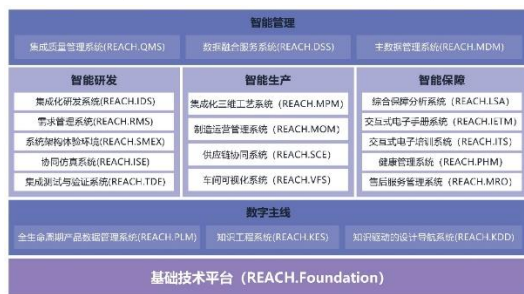 智能管理
集成质量管理系统(REACH.QMS)
数据融合服务系统(REACH.DSS)
主数据管理系统(REACH.MDM)
智能研发
集成化研发系统(REACH.IDS)
需求管理系统(REACH.RMS)
系统架构体验环境(REACH.SMEX)
协同仿真系统(REACH.ISE)
集成测试与验证系统(REACH.TDE)
智能生产
集成化三维工艺系统（REACH.MPM)
制造运营管理系统（REACH.MOM)
供应链协同系统（REACH.SCE)
车间可视化系统（REACH.VFS)
智能保障
综合保障分析系统（REACH.LSA)
交互式电子手册系统（REACH.IETM)
交互式电子培训系统（REACH.ITS)
健康管理系统（REACH.PHM)
售后服务管理系统（REACH.MRO)
数字主线
全生命周期产品数据管理系统(REACH.PLM)
知识工程系统(REACH.KES)
知识驱动的设计导航系统(REACH.KDD)
基础技术平台（REACH.Foundation）